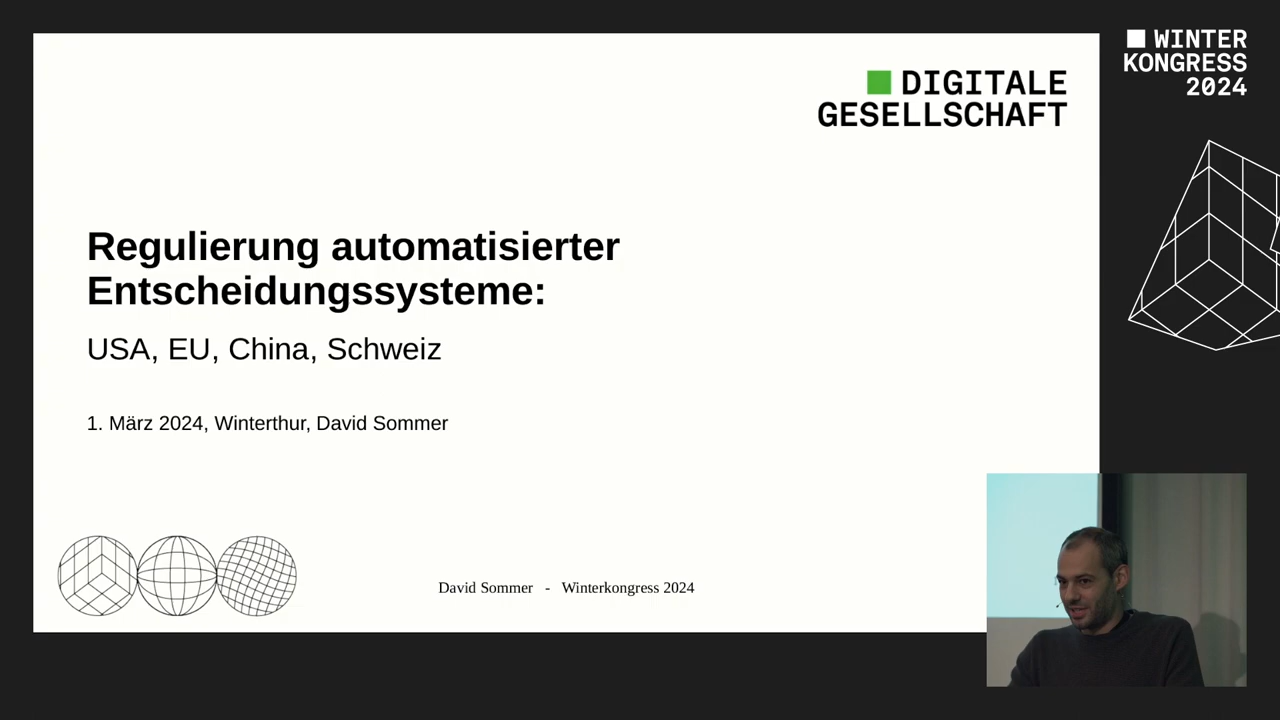 DIGITALE
GESELLSCHAFT
WINTER
KONGRESS
2024
Regulierung automatisierter
Entscheidungssysteme:
USA, EU, China, Schweiz
1. März 2024, Winterthur, David Sommer
David Sommer - Winterkongress 2024